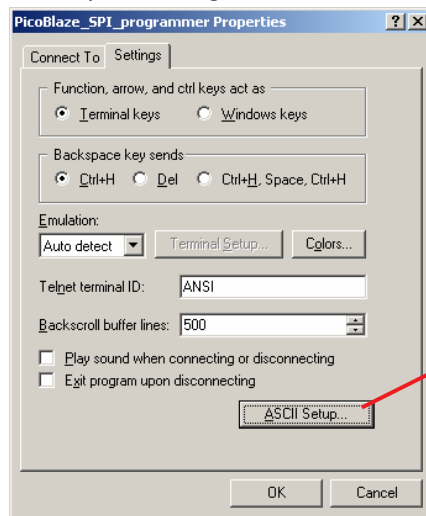 PicoBlaze_SPI_programmer Properties
Connect To Settings
Function, arrow, and ctrl keys act as
Terminal keys Windows keys
Backspace key sends
Ctrl+H Del Ctrl+H, Space, Ctrl+H
Emulation:
Auto detect Terminal Setup... Colors...
Telnet terminal ID: ANSI
Backscroll buffer lines: 500
Play sound when connecting or disconnecting
Exit program upon disconnecting
ASCII Setup...
OK Cancel